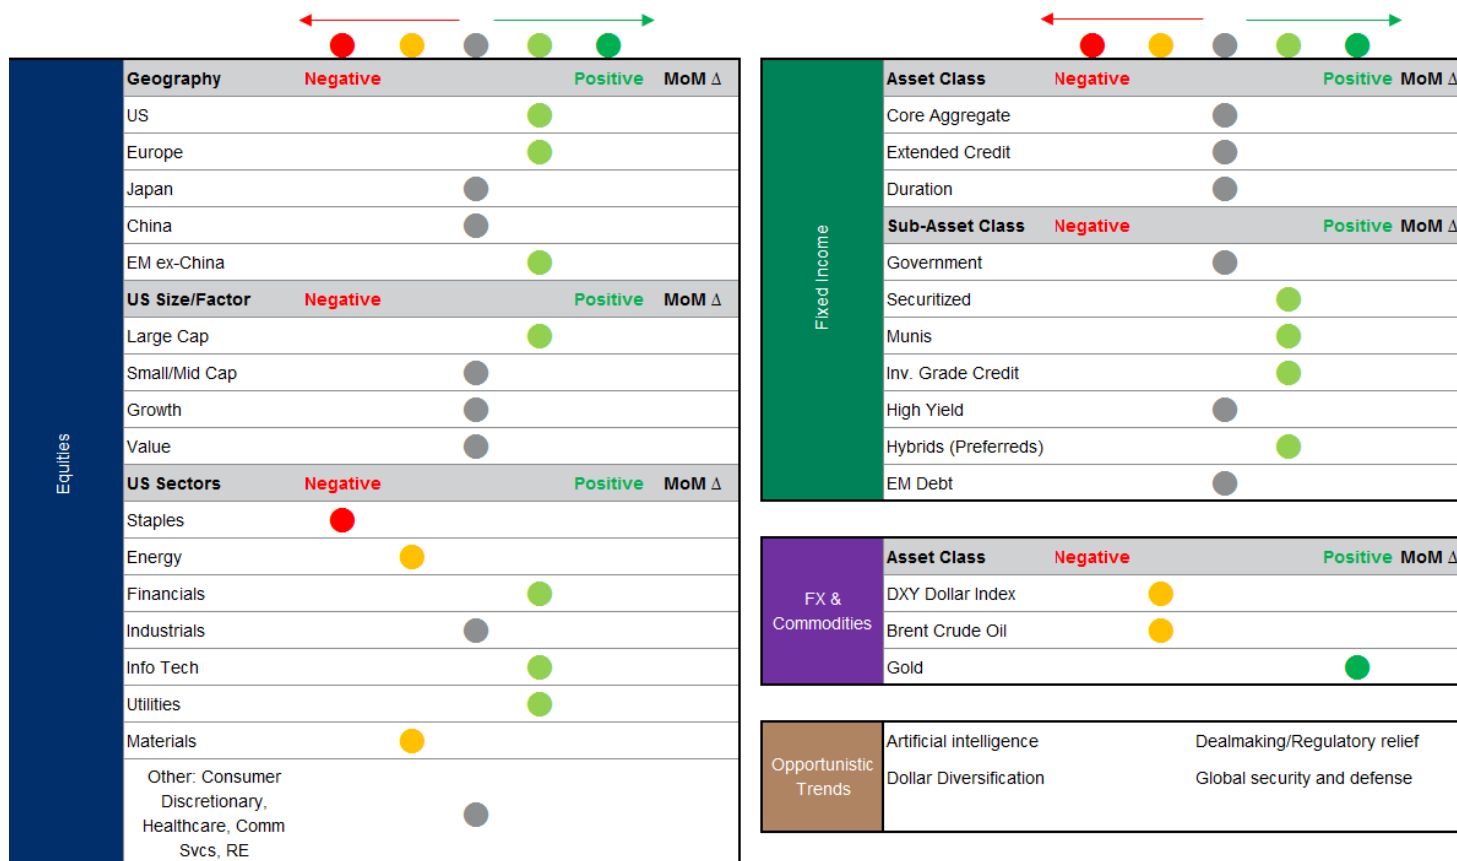 Equities
Geography Negative Positive MoM Δ
US
Europe
Japan
China
EM ex-China
US Size/Factor Negative Positive MoM Δ
Large Cap
Small/Mid Cap
Growth
Value
US Sectors Negative Positive MoM Δ
Staples
Energy
Financials
Industrials
Info Tech
Utilities
Materials
Other: Consumer
Discretionary,
Healthcare, Comm
Svcs, RE
Fixed Income
Asset Class Negative Positive MoM Δ
Core Aggregate
Extended Credit
Duration
Sub-Asset Class Negative Positive MoM Δ
Government
Securitized
Munis
Inv. Grade Credit
High Yield
Hybrids (Preferreds)
EM Debt
FX &
Commodities
Asset Class Negative Positive MoM Δ
DXY Dollar Index
Brent Crude Oil
Gold
Opportunistic
Trends
Artificial intelligence Dealmaking/Regulatory relief
Dollar Diversification Global security and defense